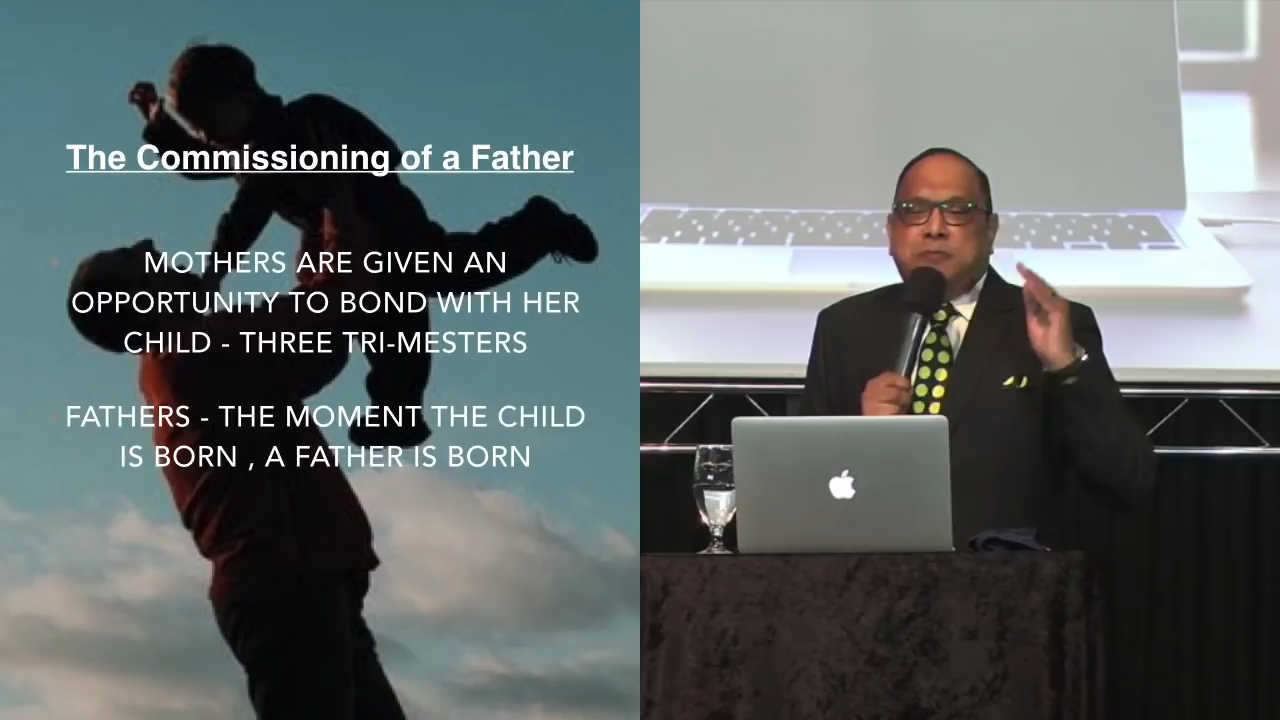 The Commissioning of a Father
MOTHERS ARE GIVEN AN
OPPORTUNITY TO BOND WITH HER
CHILD - THREE TRI-MESTERS
FATHERS - THE MOMENT THE CHILD
IS BORN , A FATHER IS BORN